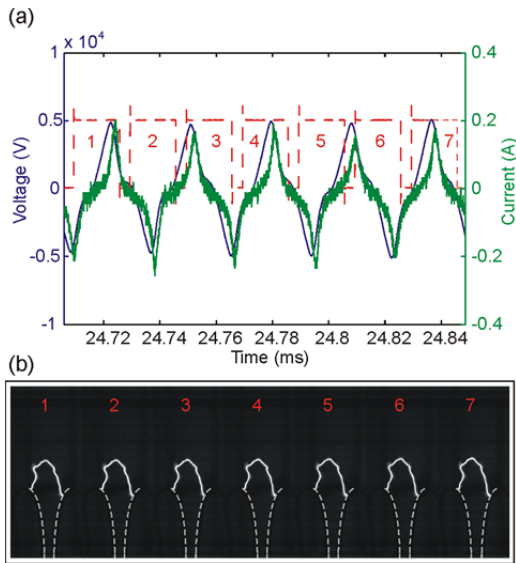 (a)
1 x 10⁴
0.5
0
-0.5
-1
Voltage (V)
1 2 3 4 5 6 7
0.4
0.2
0
-0.2
-0.4
Current (A)
24.72 24.74 24.76 24.78 24.8 24.82 24.84
Time (ms)
(b)
1 2 3 4 5 6 7